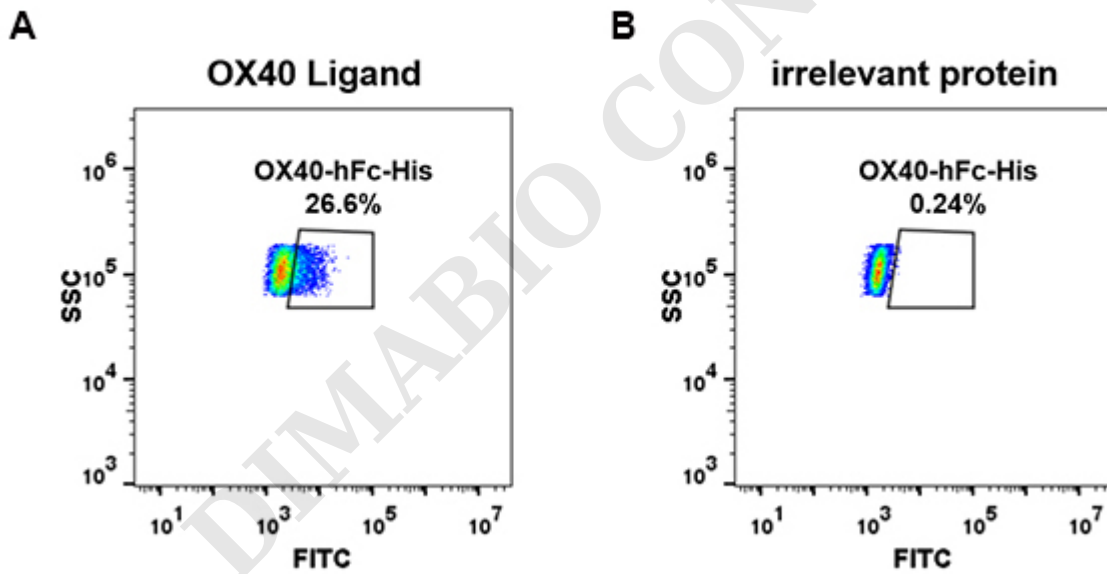 A
OX40 Ligand
OX40-hFc-His
26.6%
10^6
10^5
10^4
10^3
SSC
10^1
10^3
10^5
10^7
FITC
B
irrelevant protein
OX40-hFc-His
0.24%
10^6
10^5
10^4
10^3
SSC
10^1
10^3
10^5
10^7
FITC
DIMABIO CON